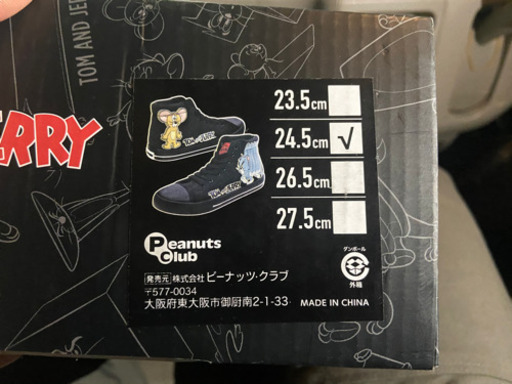 TOM AND JE
ERRY
23.5cm
24.5cm √
26.5cm
27.5cm
TOM and JERRY
TOM and JERRY
Peanuts
Club
ダンボール
外箱
発売元 株式会社 ピーナッツ・クラブ
〒577-0034
大阪府東大阪市御厨南2-1-33
MADE IN CHINA